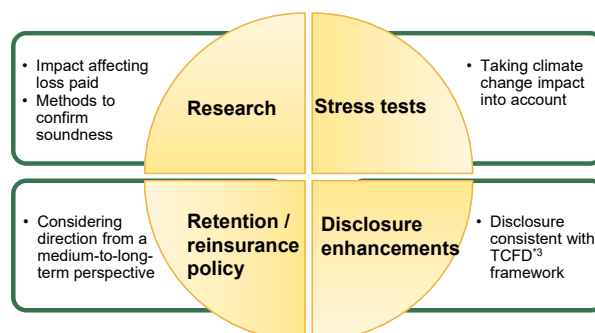 • Impact affecting
loss paid
• Methods to
confirm
soundness
Research
Stress tests
• Taking climate
change impact
into account
• Considering
direction from a
medium-to-long-
term perspective
Retention /
reinsurance
policy
Disclosure
enhancements
• Disclosure
consistent with
TCFD*3
framework